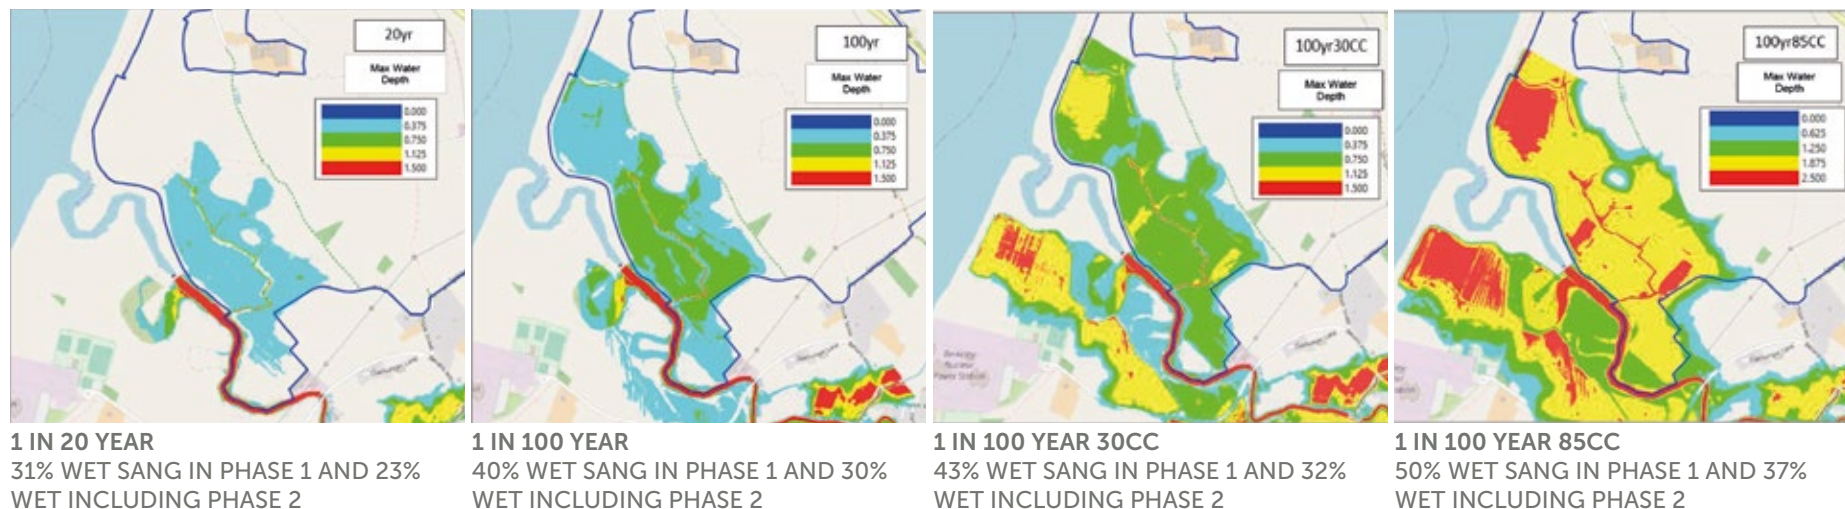 20yr
Max Water
Depth
0.000
0.375
0.750
1.125
1.500
100yr
Max Water
Depth
0.000
0.375
0.750
1.125
1.500
100yr30CC
Max Water
Depth
0.000
0.375
0.750
1.125
1.500
Berkeley
Nuclear
Power Station
100yr85CC
Max Water
Depth
0.000
0.625
1.250
1.875
2.500
1 IN 20 YEAR
31% WET SANG IN PHASE 1 AND 23%
WET INCLUDING PHASE 2
1 IN 100 YEAR
40% WET SANG IN PHASE 1 AND 30%
WET INCLUDING PHASE 2
1 IN 100 YEAR 30CC
43% WET SANG IN PHASE 1 AND 32%
WET INCLUDING PHASE 2
1 IN 100 YEAR 85CC
50% WET SANG IN PHASE 1 AND 37%
WET INCLUDING PHASE 2